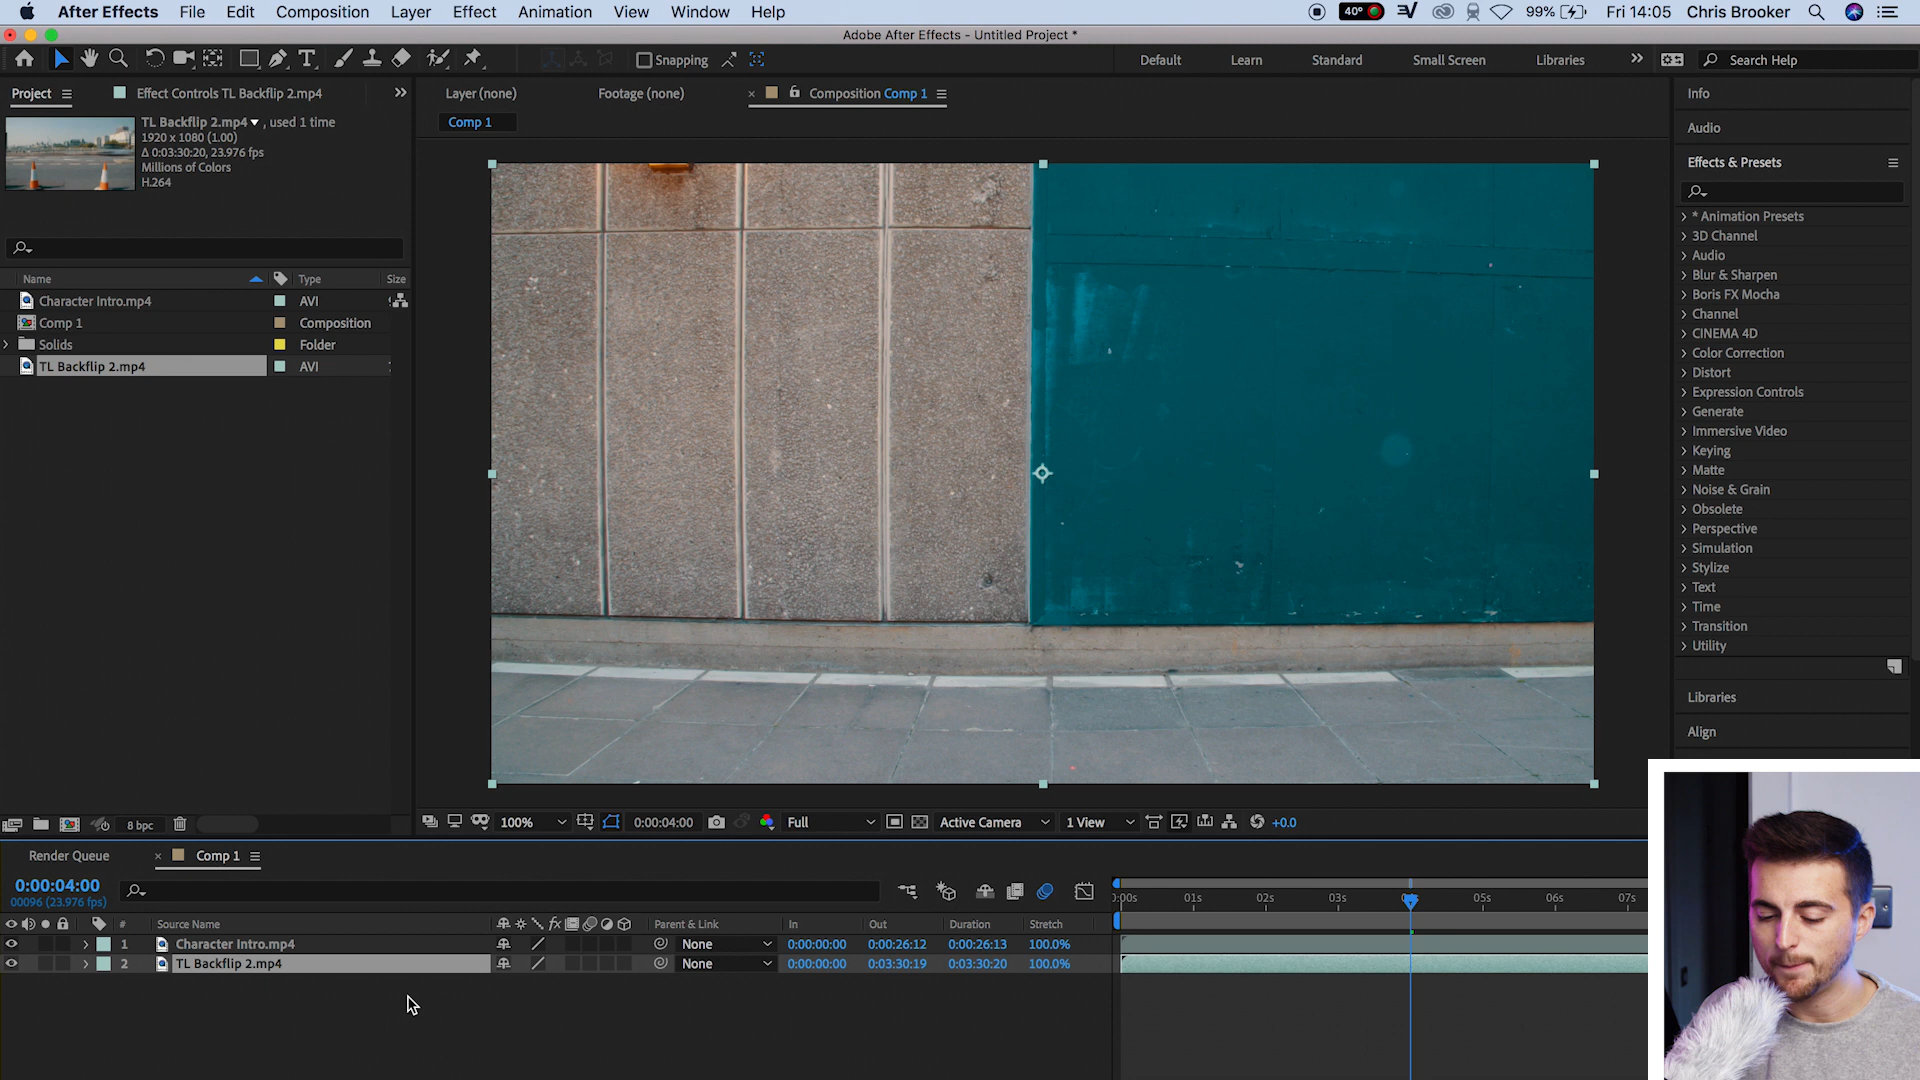 After Effects File Edit Composition Layer Effect Animation View Window Help 40° 99% Fri 14:05 Chris Brooker
Adobe After Effects - Untitled Project *
Snapping Default Learn Standard Small Screen Libraries Search Help
Project Effect Controls TL Backflip 2.mp4 Layer (none) Footage (none) Composition Comp 1 Info
TL Backflip 2.mp4 , used 1 time
1920 x 1080 (1.00)
Δ 0:03:30:20, 23.976 fps
Millions of Colors
H.264
Comp 1
Audio
Effects & Presets
* Animation Presets
3D Channel
Audio
Blur & Sharpen
Boris FX Mocha
Channel
CINEMA 4D
Color Correction
Distort
Expression Controls
Generate
Immersive Video
Keying
Matte
Noise & Grain
Obsolete
Perspective
Simulation
Stylize
Text
Time
Transition
Utility
Libraries
Align
Name Type Size
Character Intro.mp4 AVI
Comp 1 Composition
Solids Folder
TL Backflip 2.mp4 AVI
8 bpc
100% 0:00:04:00 Full Active Camera 1 View +0.0
Render Queue Comp 1
0:00:04:00
00096 (23.976 fps)
01s 02s 03s 05s 06s 07s
# Source Name Parent & Link In Out Duration Stretch
1 Character Intro.mp4 None 0:00:00:00 0:00:26:12 0:00:26:13 100.0%
2 TL Backflip 2.mp4 None 0:00:00:00 0:03:30:19 0:03:30:20 100.0%